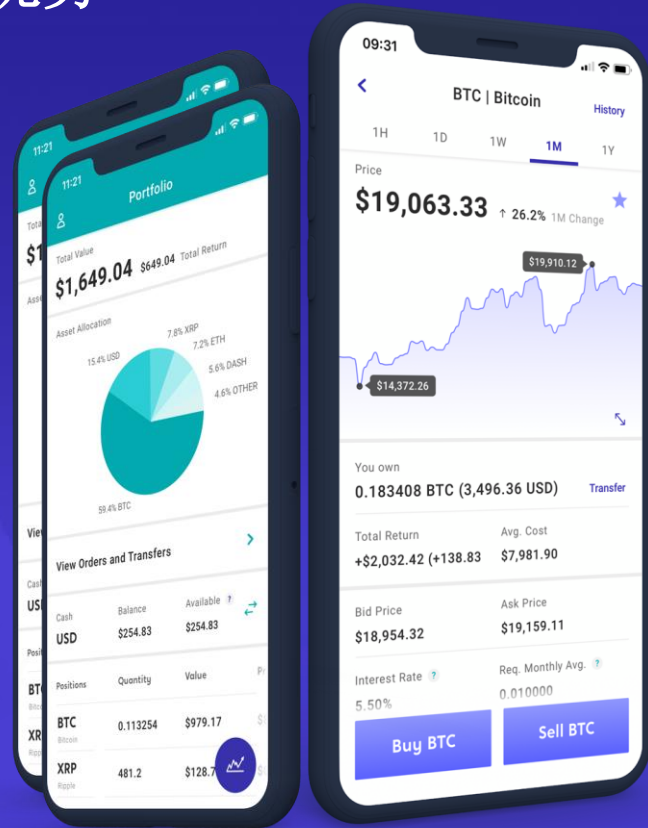 11:21
11:21
Portfolio
Total Value
$1,649.04 $649.04 Total Return
Asset Allocation
15.4% USD
7.8% XRP
7.2% ETH
5.6% DASH
4.6% OTHER
59.4% BTC
View Orders and Transfers
Cash Balance Available ?
USD $254.83 $254.83
Positions Quantity Value
BTC 0.113254 $979.17
Bitcoin
XRP 481.2 $128.7
Ripple
09:31
BTC | Bitcoin
History
1H 1D 1W 1M 1Y
Price
$19,063.33 ↑ 26.2% 1M Change
$19,910.12
$14,372.26
You own
0.183408 BTC (3,496.36 USD) Transfer
Total Return Avg. Cost
+$2,032.42 (+138.83 $7,981.90
Bid Price Ask Price
$18,954.32 $19,159.11
Interest Rate ? Req. Monthly Avg. ?
5.50% 0.010000
Buy BTC Sell BTC